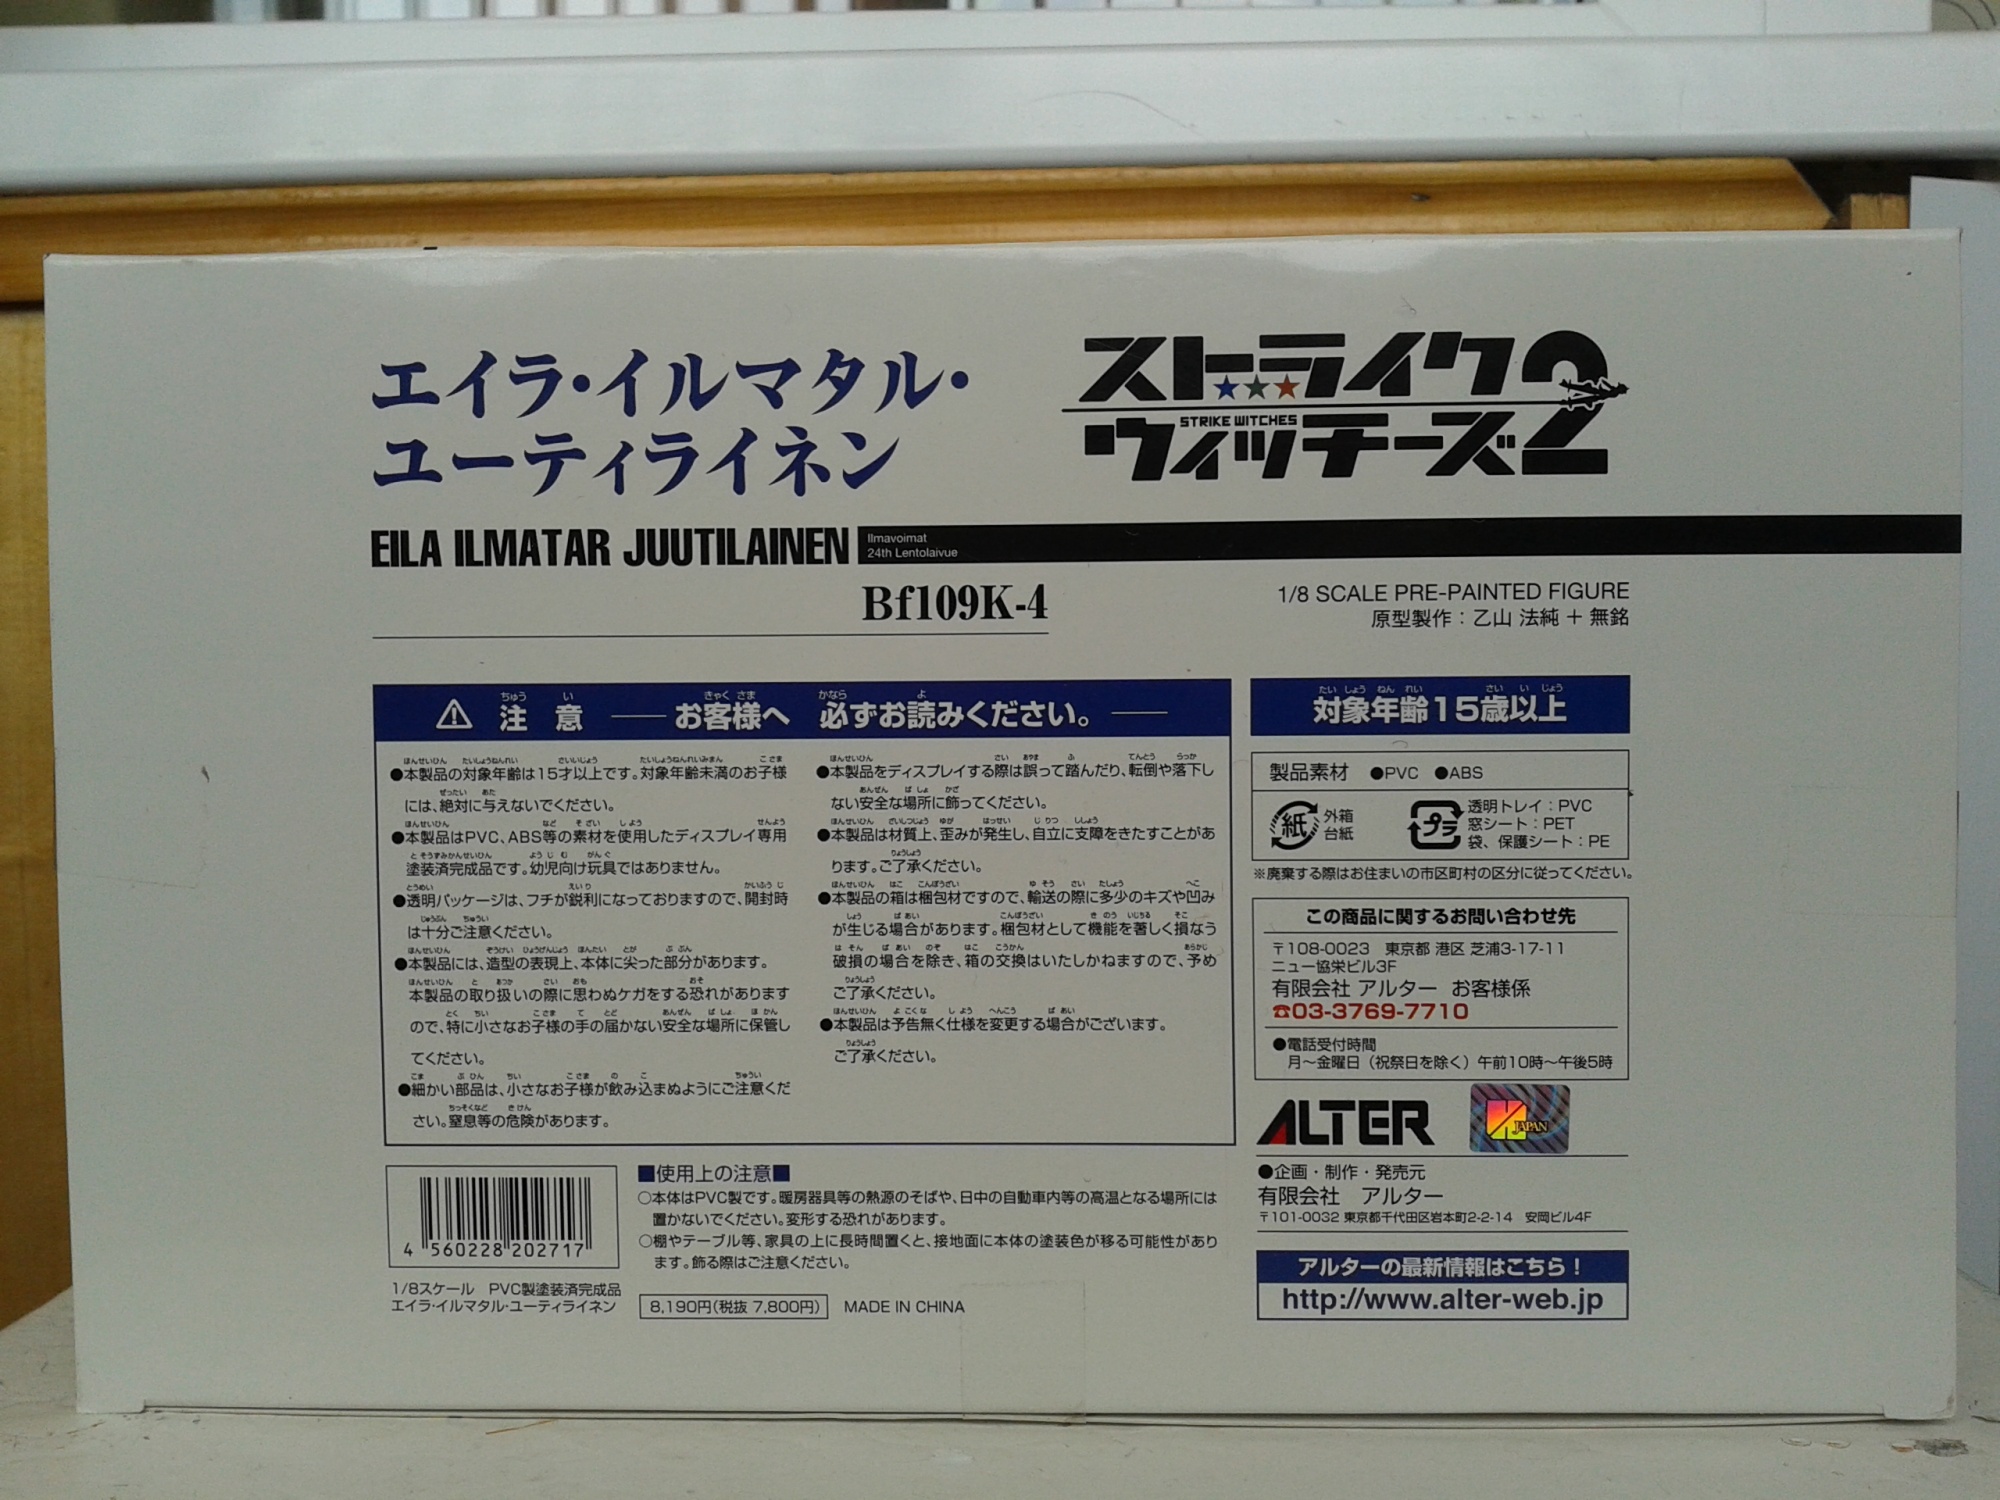 エイラ・イルマタル・
ユーティライネン
ストライク
STRIKE WITCHES
ウィッチーズ2
EILA ILMATAR JUUTILAINEN
Ilmavoimat
24th Lentolaivue
Bf109K-4
1/8 SCALE PRE-PAINTED FIGURE
原型製作：乙山 法純 + 無銘
注意 ― お客様へ 必ずお読みください。―
●本製品の対象年齢は15才以上です。対象年齢未満のお子様
には、絶対に与えないでください。
●本製品はPVC、ABS等の素材を使用したディスプレイ専用
塗装済完成品です。幼児向け玩具ではありません。
●透明パッケージは、フチが鋭利になっておりますので、開封時
は十分ご注意ください。
●本製品には、造型の表現上、本体に尖った部分があります。
本製品の取り扱いの際に思わぬケガをする恐れがあります
ので、特に小さなお子様の手の届かない安全な場所に保管し
てください。
●細かい部品は、小さなお子様が飲み込まぬようにご注意くだ
さい。窒息等の危険があります。
●本製品をディスプレイする際は誤って踏んだり、転倒や落下し
ない安全な場所に飾ってください。
●本製品は材質上、歪みが発生し、自立に支障をきたすことがあ
ります。ご了承ください。
●本製品の箱は梱包材ですので、輸送の際に多少のキズや凹み
が生じる場合があります。梱包材として機能を著しく損なう
破損の場合を除き、箱の交換はいたしかねますので、予め
ご了承ください。
●本製品は予告無く仕様を変更する場合がございます。
ご了承ください。
対象年齢15歳以上
製品素材 ●PVC ●ABS
紙 外箱
台紙
プラ 透明トレイ：PVC
窓シート：PET
袋、保護シート：PE
※廃棄する際はお住まいの市区町村の区分に従ってください。
この商品に関するお問い合わせ先
〒108-0023 東京都 港区 芝浦3-17-11
ニュー協栄ビル3F
有限会社 アルター お客様係
☎03-3769-7710
●電話受付時間
月～金曜日（祝祭日を除く）午前10時～午後5時
ALTER
JAPAN
●企画・制作・発売元
有限会社 アルター
〒101-0032 東京都千代田区岩本町2-2-14 安岡ビル4F
アルターの最新情報はこちら！
http://www.alter-web.jp
4 560228 202717
1/8スケール PVC製塗装済完成品
エイラ・イルマタル・ユーティライネン
■使用上の注意■
○本体はPVC製です。暖房器具等の熱源のそばや、日中の自動車内等の高温となる場所には
置かないでください。変形する恐れがあります。
○棚やテーブル等、家具の上に長時間置くと、接地面に本体の塗装色が移る可能性があり
ます。飾る際はご注意ください。
8,190円(税抜 7,800円) MADE IN CHINA